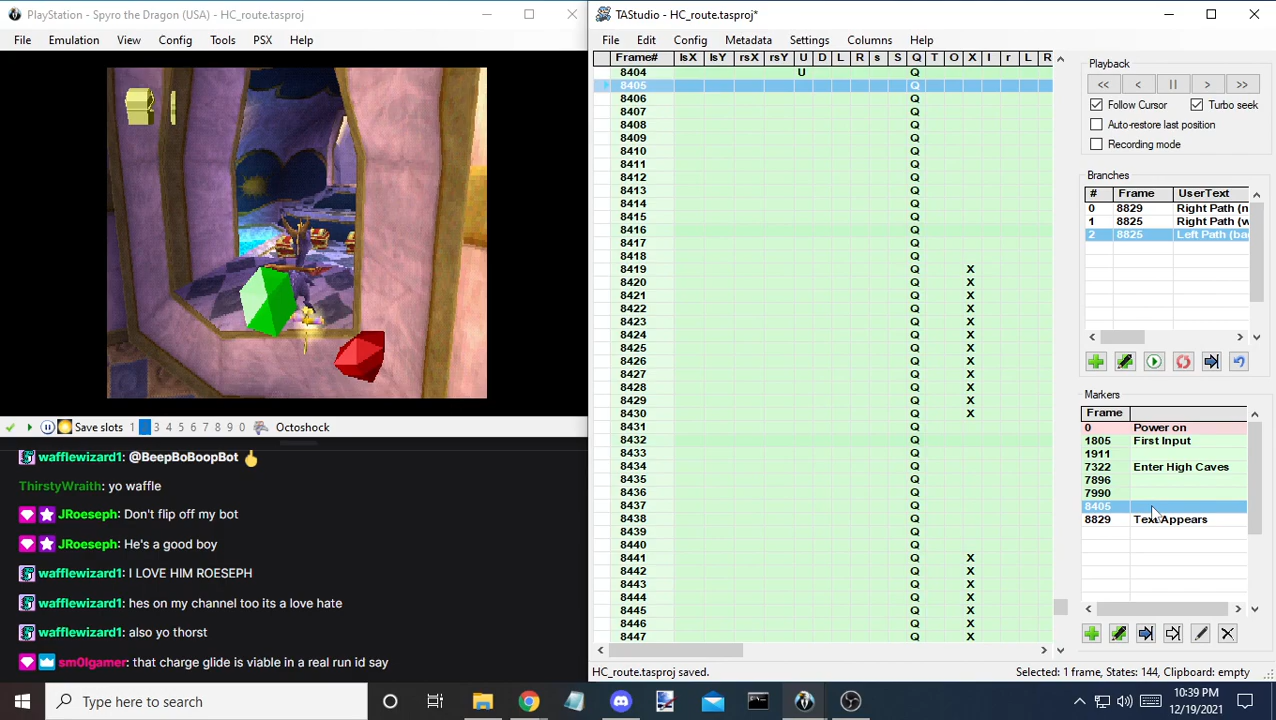 PlayStation - Spyro the Dragon (USA) - HC_route.tasproj
File Emulation View Config Tools PSX Help
Save slots 1 2 3 4 5 6 7 8 9 0 Octoshock
wafflewizard1: @BeepBoBoopBot
ThirstyWraith: yo waffle
JRoeseph: Don't flip off my bot
JRoeseph: He's a good boy
wafflewizard1: I LOVE HIM ROESEPH
wafflewizard1: hes on my channel too its a love hate
wafflewizard1: also yo thorst
sm0lgamer: that charge glide is viable in a real run id say
TAStudio - HC_route.tasproj*
File Edit Config Metadata Settings Columns Help
Frame# lsX lsY rsX rsY U D L R s S Q T O X l r L R
8404 U Q
8405 Q
8406 Q
8407 Q
8408 Q
8409 Q
8410 Q
8411 Q
8412 Q
8413 Q
8414 Q
8415 Q
8416 Q
8417 Q
8418 Q
8419 Q X
8420 Q X
8421 Q X
8422 Q X
8423 Q X
8424 Q X
8425 Q X
8426 Q X
8427 Q X
8428 Q X
8429 Q X
8430 Q X
8431 Q
8432 Q
8433 Q
8434 Q
8435 Q
8436 Q
8437 Q
8438 Q
8439 Q
8440 Q
8441 Q X
8442 Q X
8443 Q X
8444 Q X
8445 Q X
8446 Q X
8447 Q X
HC_route.tasproj saved.
Selected: 1 frame, States: 144, Clipboard: empty
Playback
<< < > >>
Follow Cursor Turbo seek
Auto-restore last position
Recording mode
Branches
# Frame UserText
0 8829 Right Path (n
1 8825 Right Path (w
2 8825 Left Path (ba
Markers
Frame
0 Power on
1805 First Input
1911
7322 Enter High Caves
7896
7990
8405
8829 Text Appears
Type here to search
10:39 PM
12/19/2021